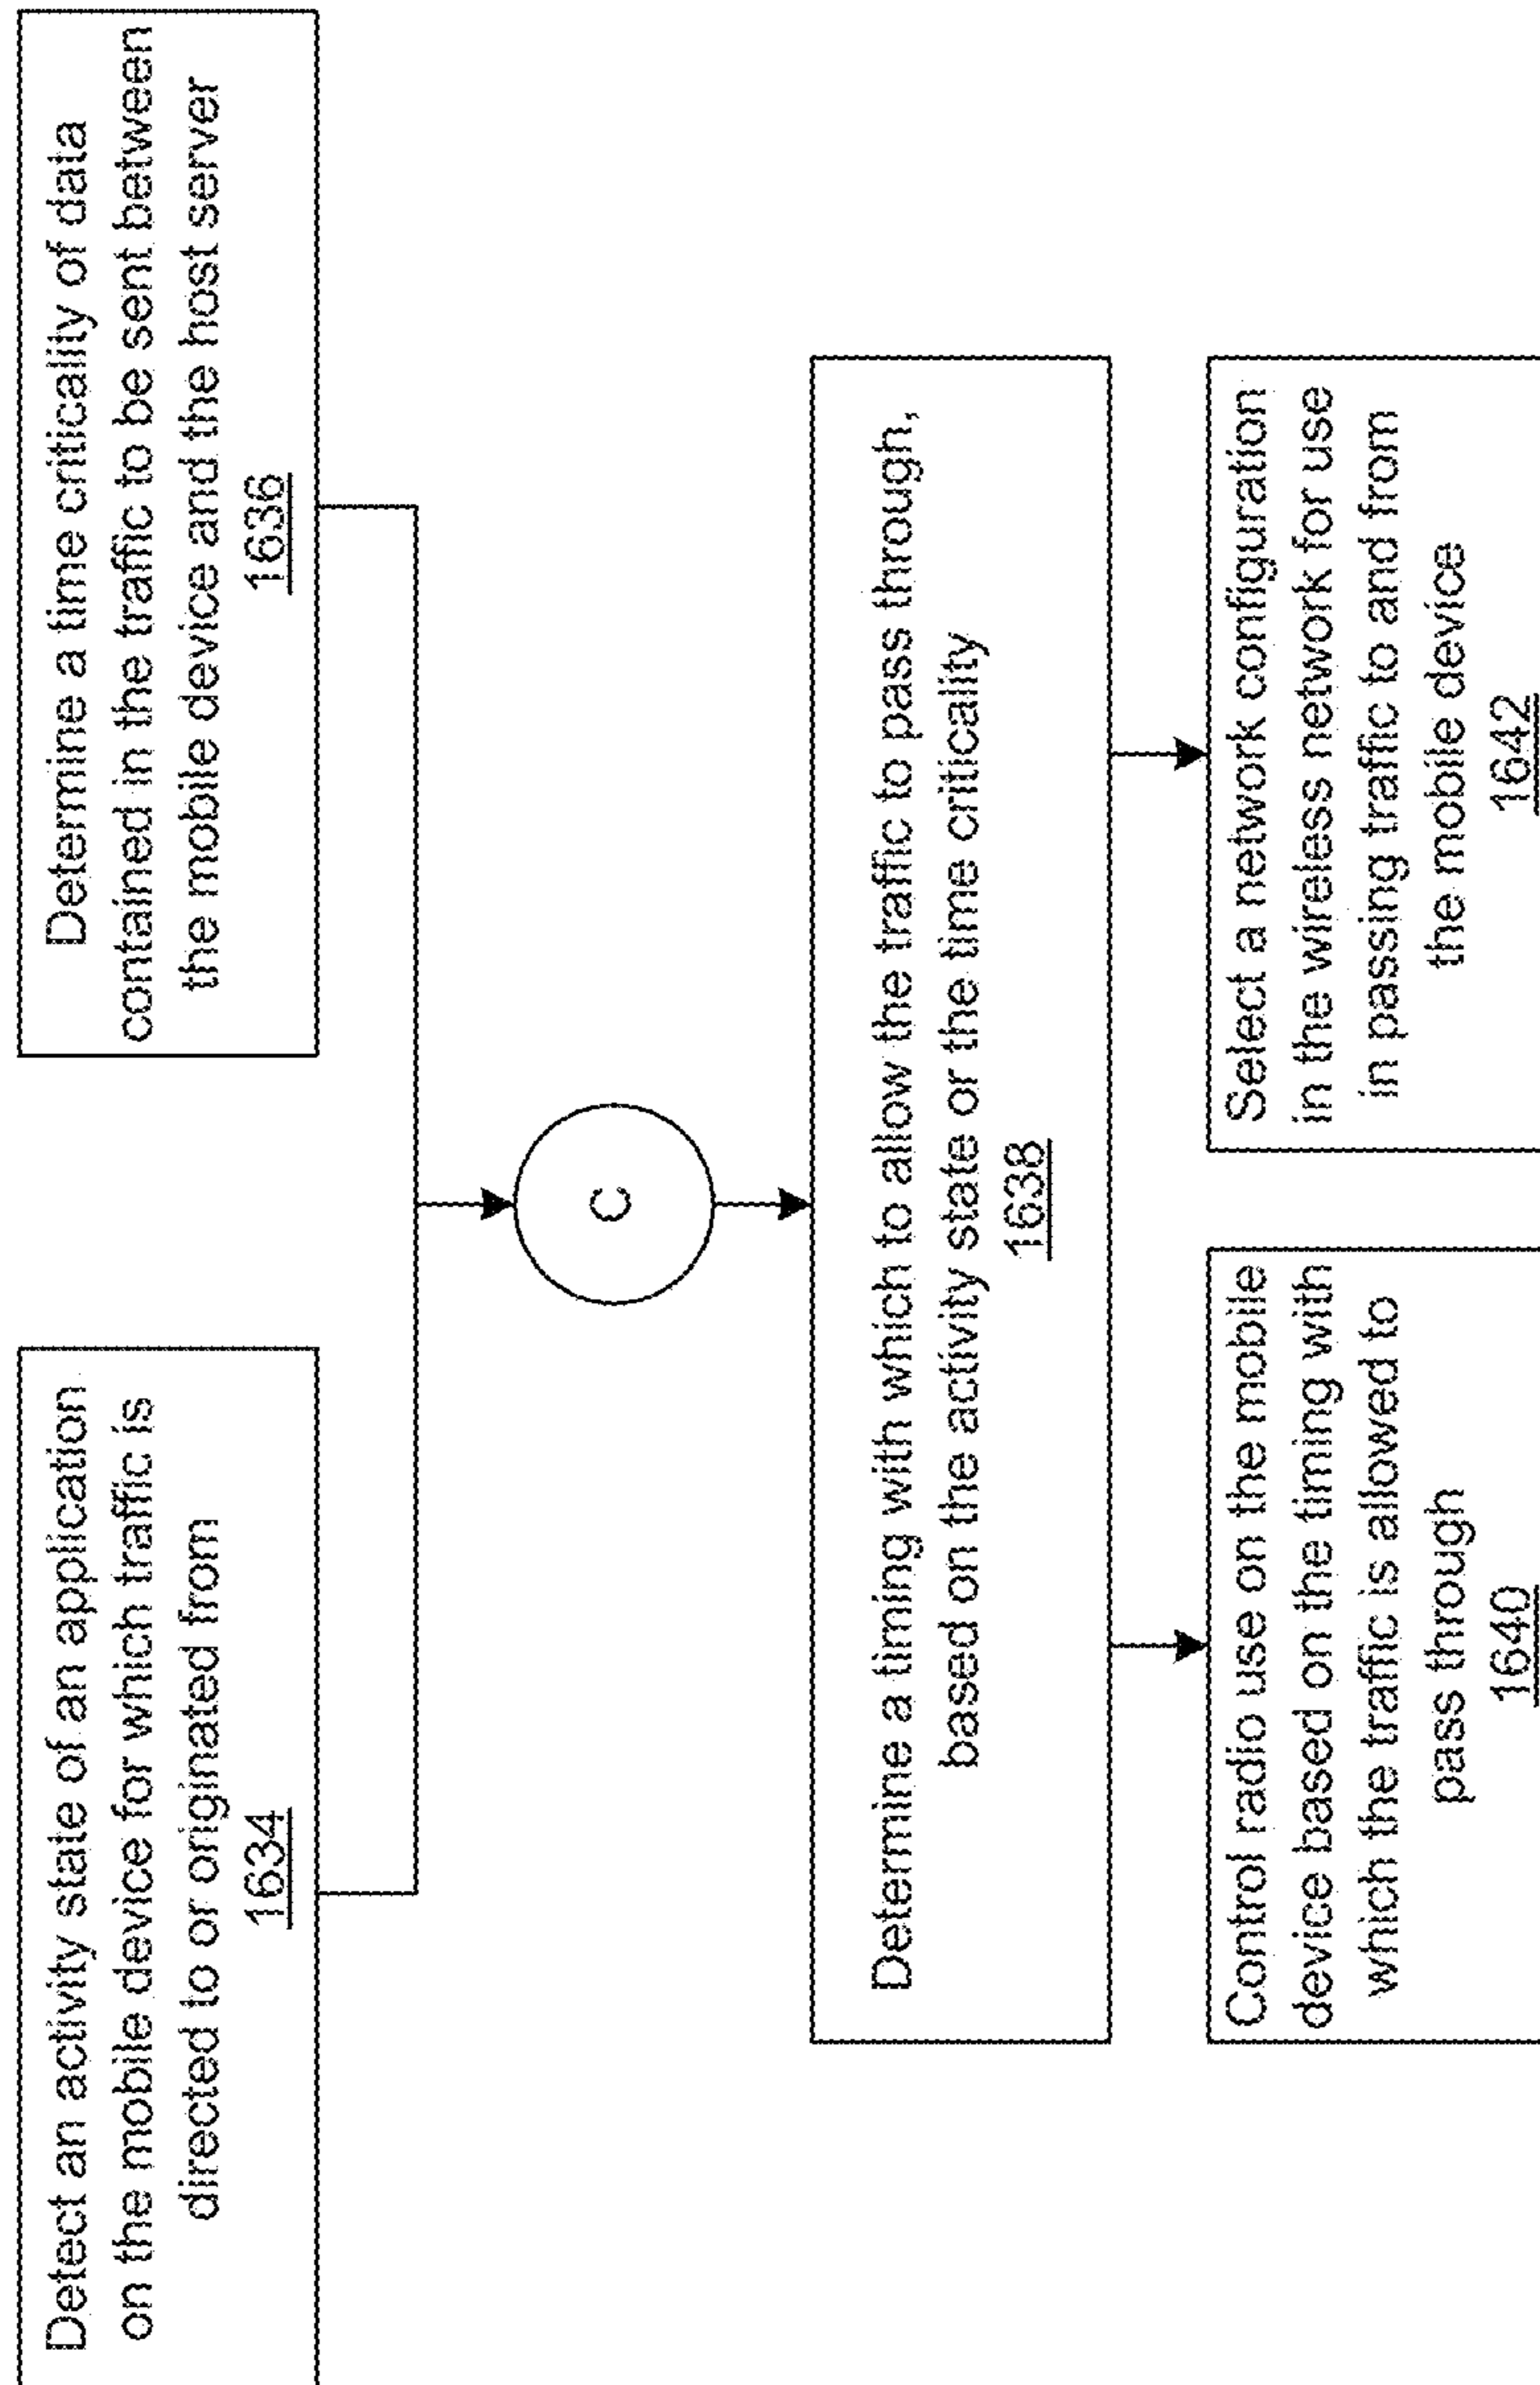 Detect an activity state of an application
on the mobile device for which traffic is
directed to or originated from
1634
Determine a time criticality of data
contained in the traffic to be sent between
the mobile device and the host server
1636
C
Determine a timing with which to allow the traffic to pass through,
based on the activity state or the time criticality
1638
Control radio use on the mobile
device based on the timing with
which the traffic is allowed to
pass through
1640
Select a network configuration
in the wireless network for use
in passing traffic to and from
the mobile device
1642